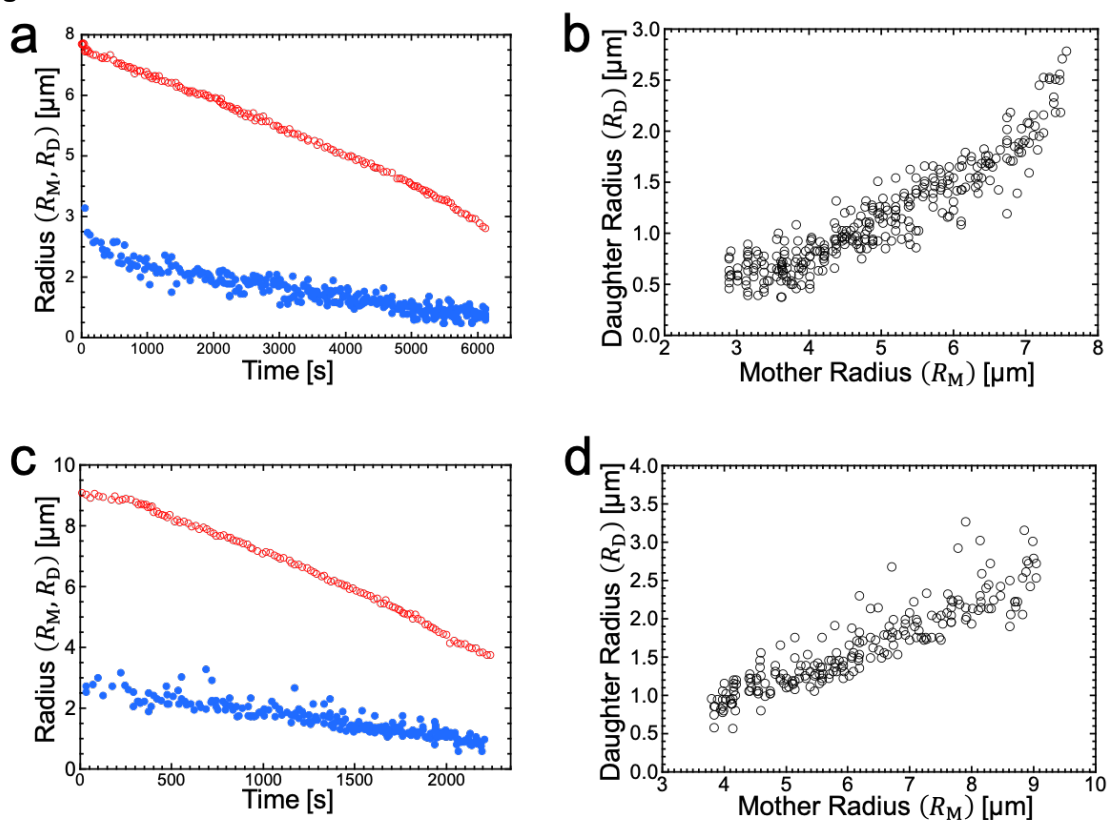 a
8
6
5
3
2
0
Radius (R_M, R_D) [μm]
0 1000 2000 3000 4000 5000 6000
Time [s]
b
3.0
2.5
2.0
1.5
1.0
0.5
0.0
Daughter Radius (R_D) [μm]
2 3 4 5 6 7 8
Mother Radius (R_M) [μm]
c
10
8
6
4
2
0
Radius (R_M, R_D) [μm]
0 500 1000 1500 2000
Time [s]
d
4.0
3.5
3.0
2.5
2.0
1.5
1.0
0.5
0.0
Daughter Radius (R_D) [μm]
3 4 5 6 7 8 9 10
Mother Radius (R_M) [μm]